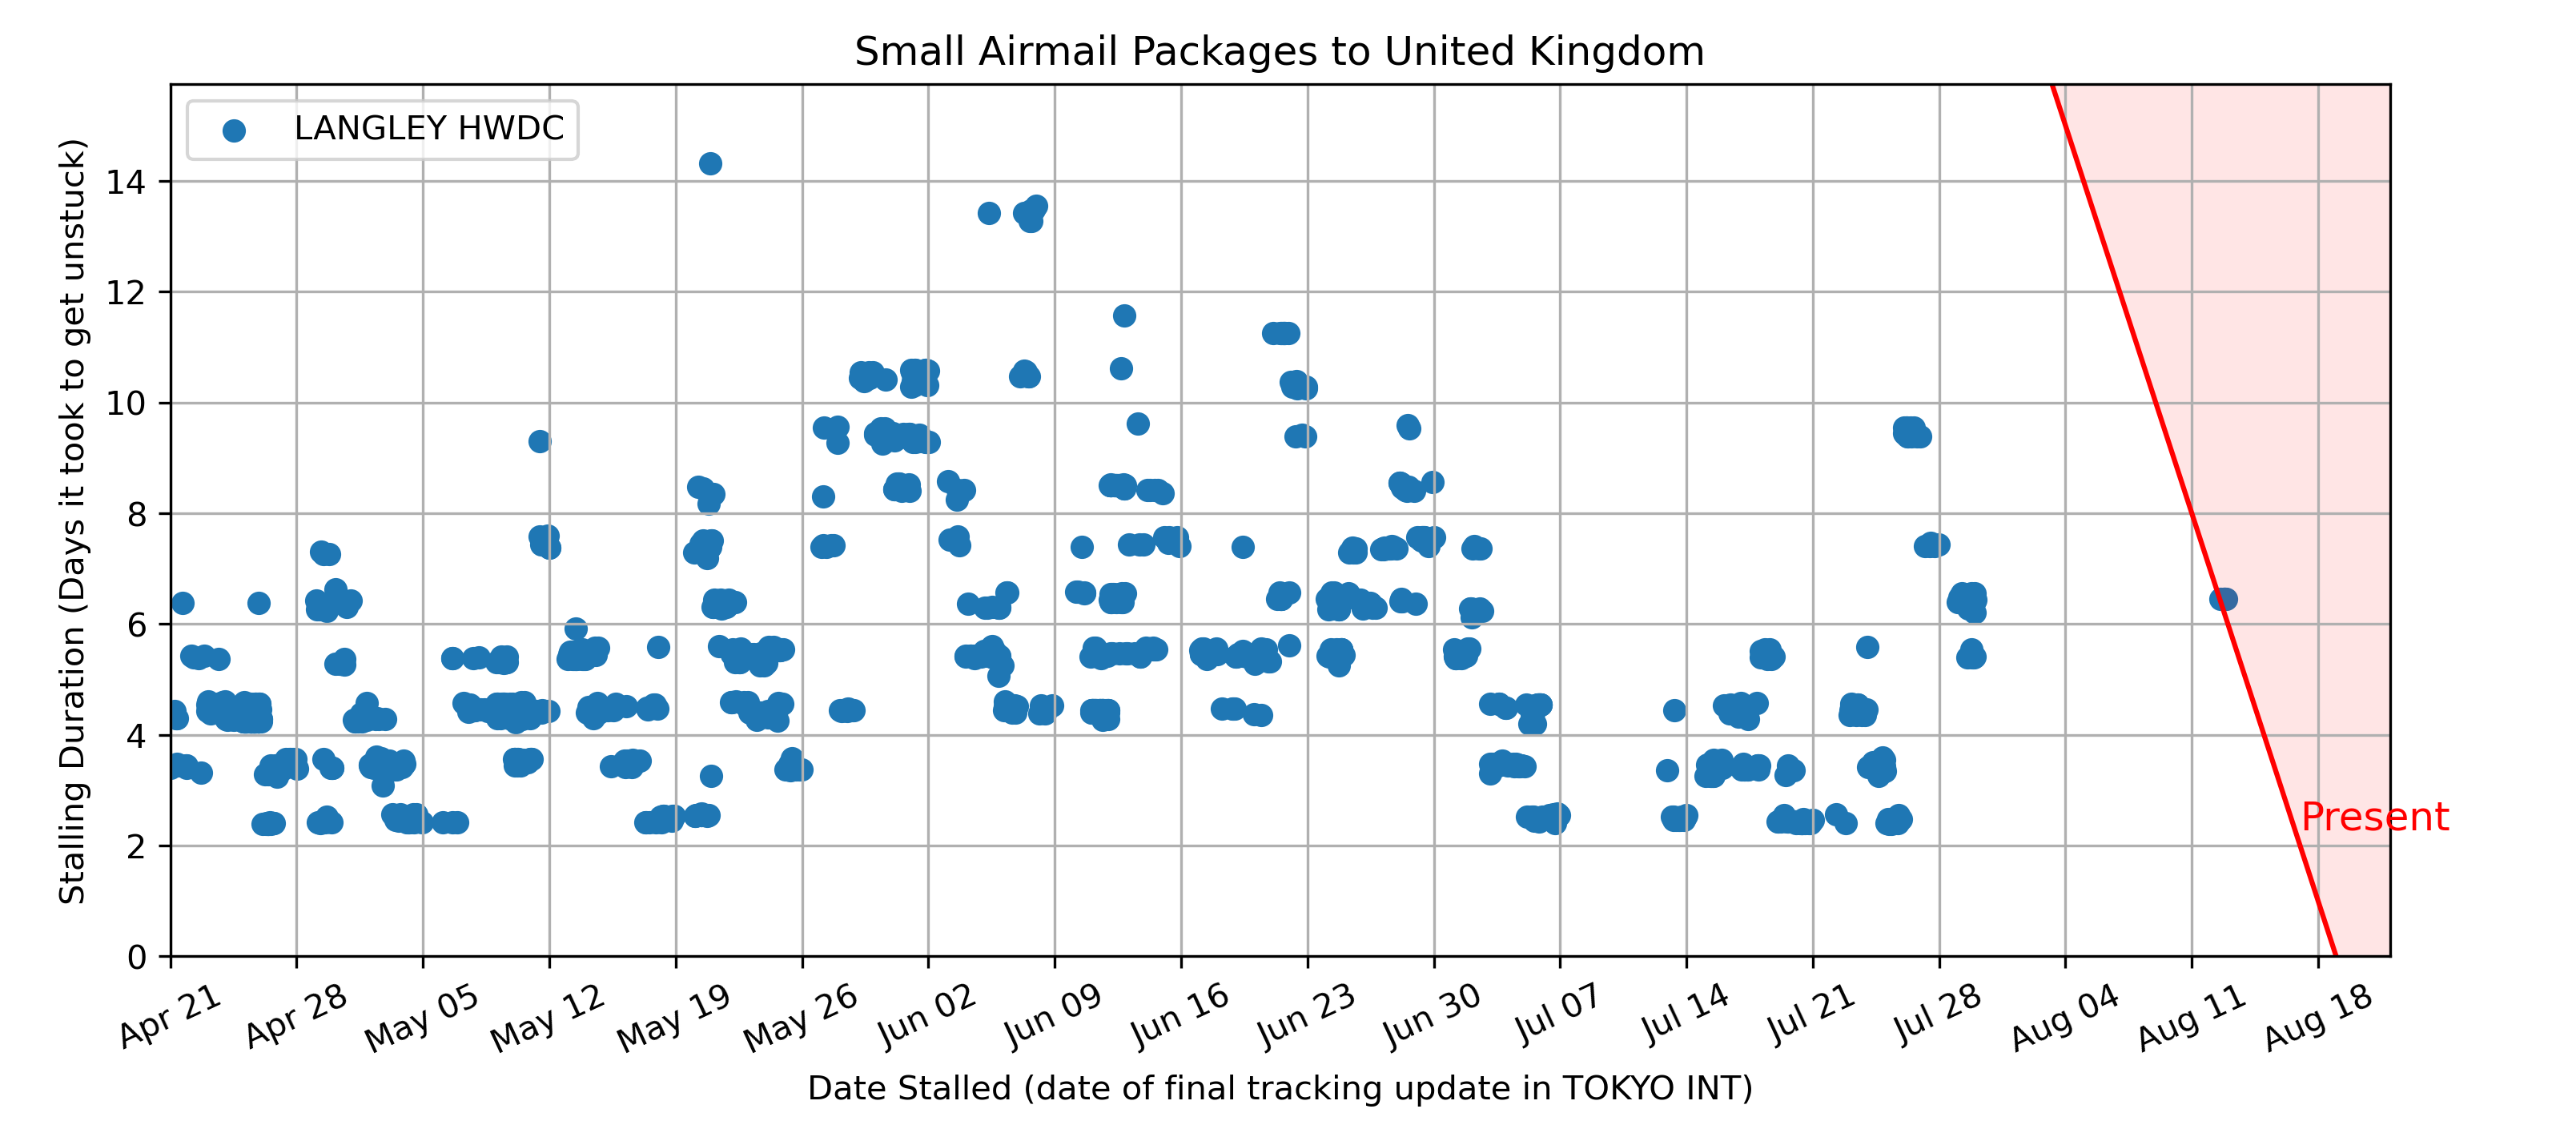 Small Airmail Packages to United Kingdom
LANGLEY HWDC
Stalling Duration (Days it took to get unstuck)
14
12
10
8
6
4
2
0
Present
Apr 21
Apr 28
May 05
May 12
May 19
May 26
Jun 02
Jun 09
Jun 16
Jun 23
Jun 30
Jul 07
Jul 14
Jul 21
Jul 28
Aug 04
Aug 11
Aug 18
Date Stalled (date of final tracking update in TOKYO INT)